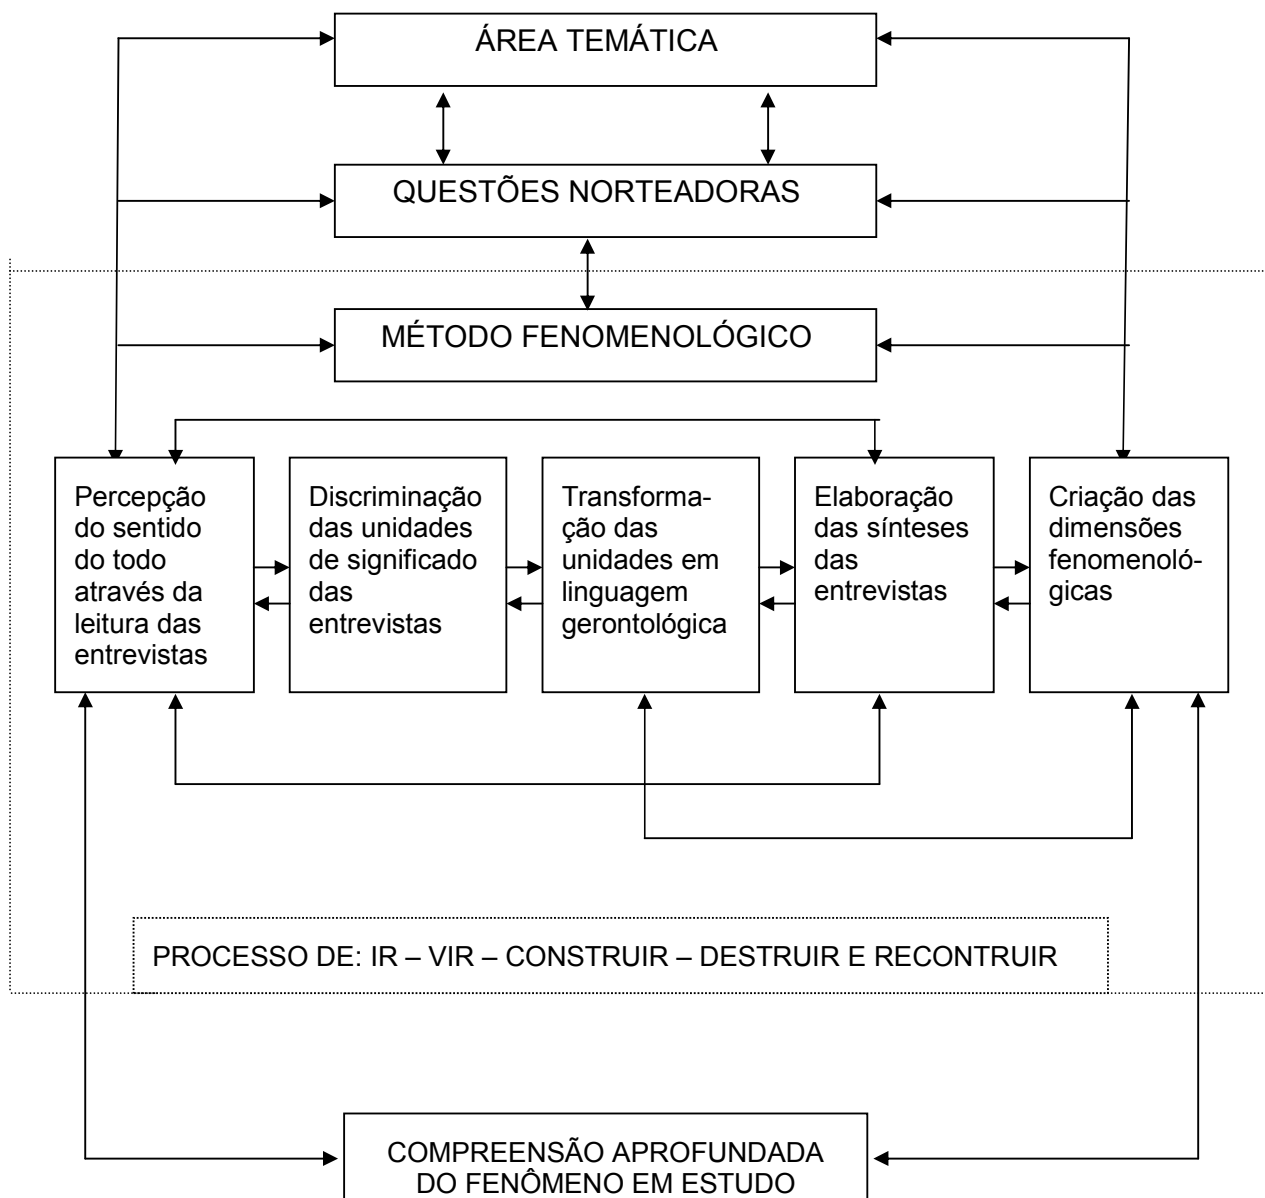 ÁREA TEMÁTICA
QUESTÕES NORTEADORAS
MÉTODO FENOMENOLÓGICO
Percepção
do sentido
do todo
através da
leitura das
entrevistas
Discriminação
das unidades
de significado
das
entrevistas
Transforma-
ção das
unidades em
linguagem
gerontológica
Elaboração
das sínteses
das
entrevistas
Criação das
dimensões
fenomenoló-
gicas
PROCESSO DE: IR – VIR – CONSTRUIR – DESTRUIR E RECONTRUIR
COMPREENSÃO APROFUNDADA
DO FENÔMENO EM ESTUDO